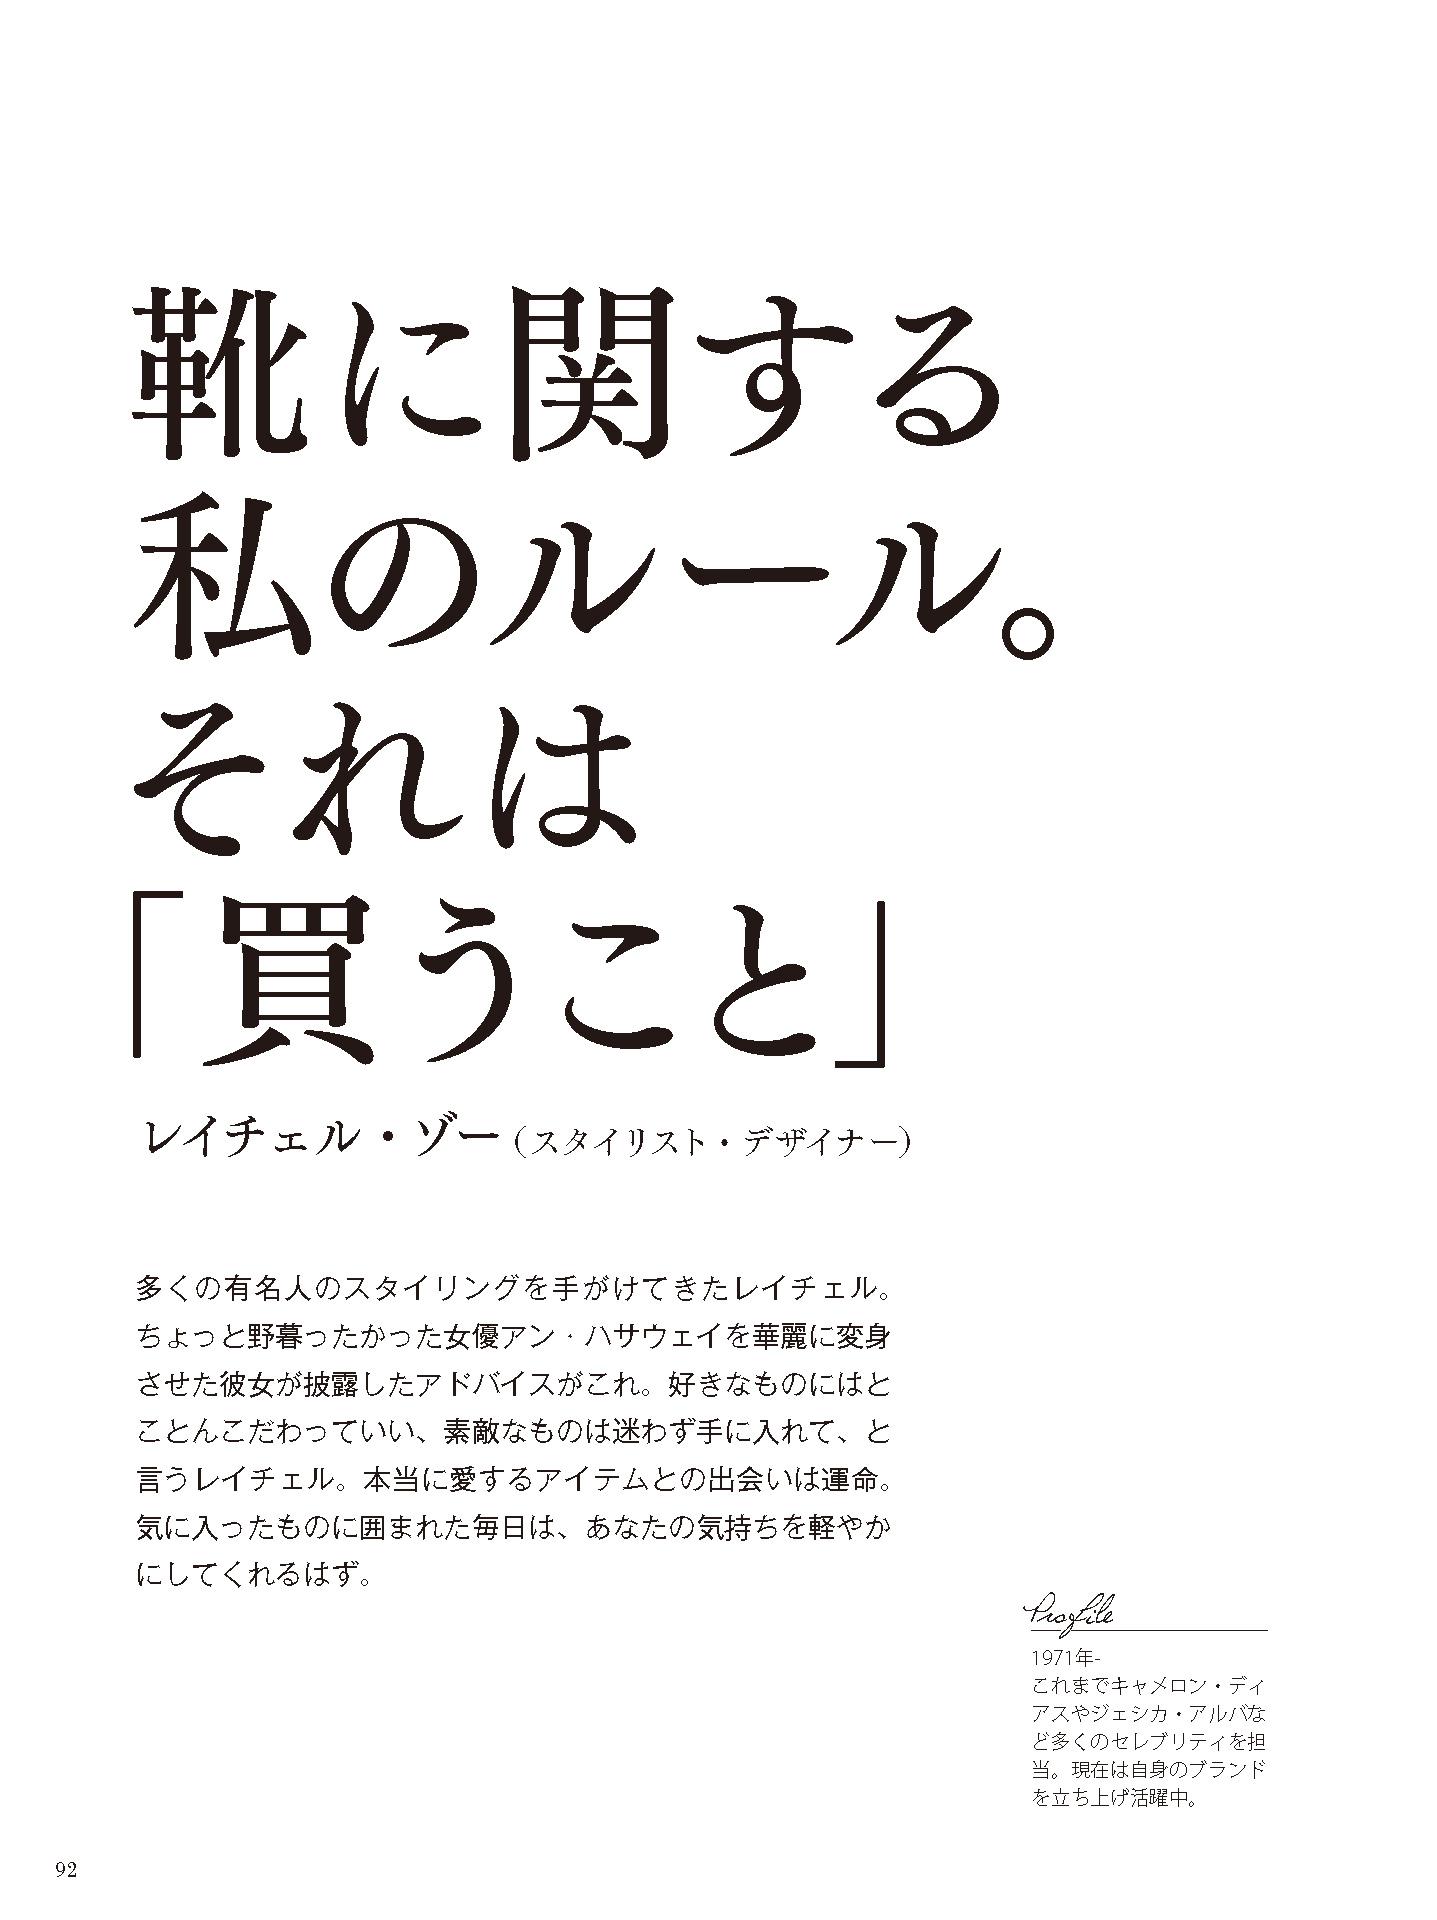 靴に関する
私のルール。
それは
「買うこと」
レイチェル・ゾー（スタイリスト・デザイナー）
多くの有名人のスタイリングを手がけてきたレイチェル。
ちょっと野暮ったかった女優アン・ハサウェイを華麗に変身
させた彼女が披露したアドバイスがこれ。好きなものにはと
ことんこだわっていい、素敵なものは迷わず手に入れて、と
言うレイチェル。本当に愛するアイテムとの出会いは運命。
気に入ったものに囲まれた毎日は、あなたの気持ちを軽やか
にしてくれるはず。
Profile
1971年-
これまでキャメロン・ディ
アスやジェシカ・アルバな
ど多くのセレブリティを担
当。現在は自身のブランド
を立ち上げ活躍中。
92